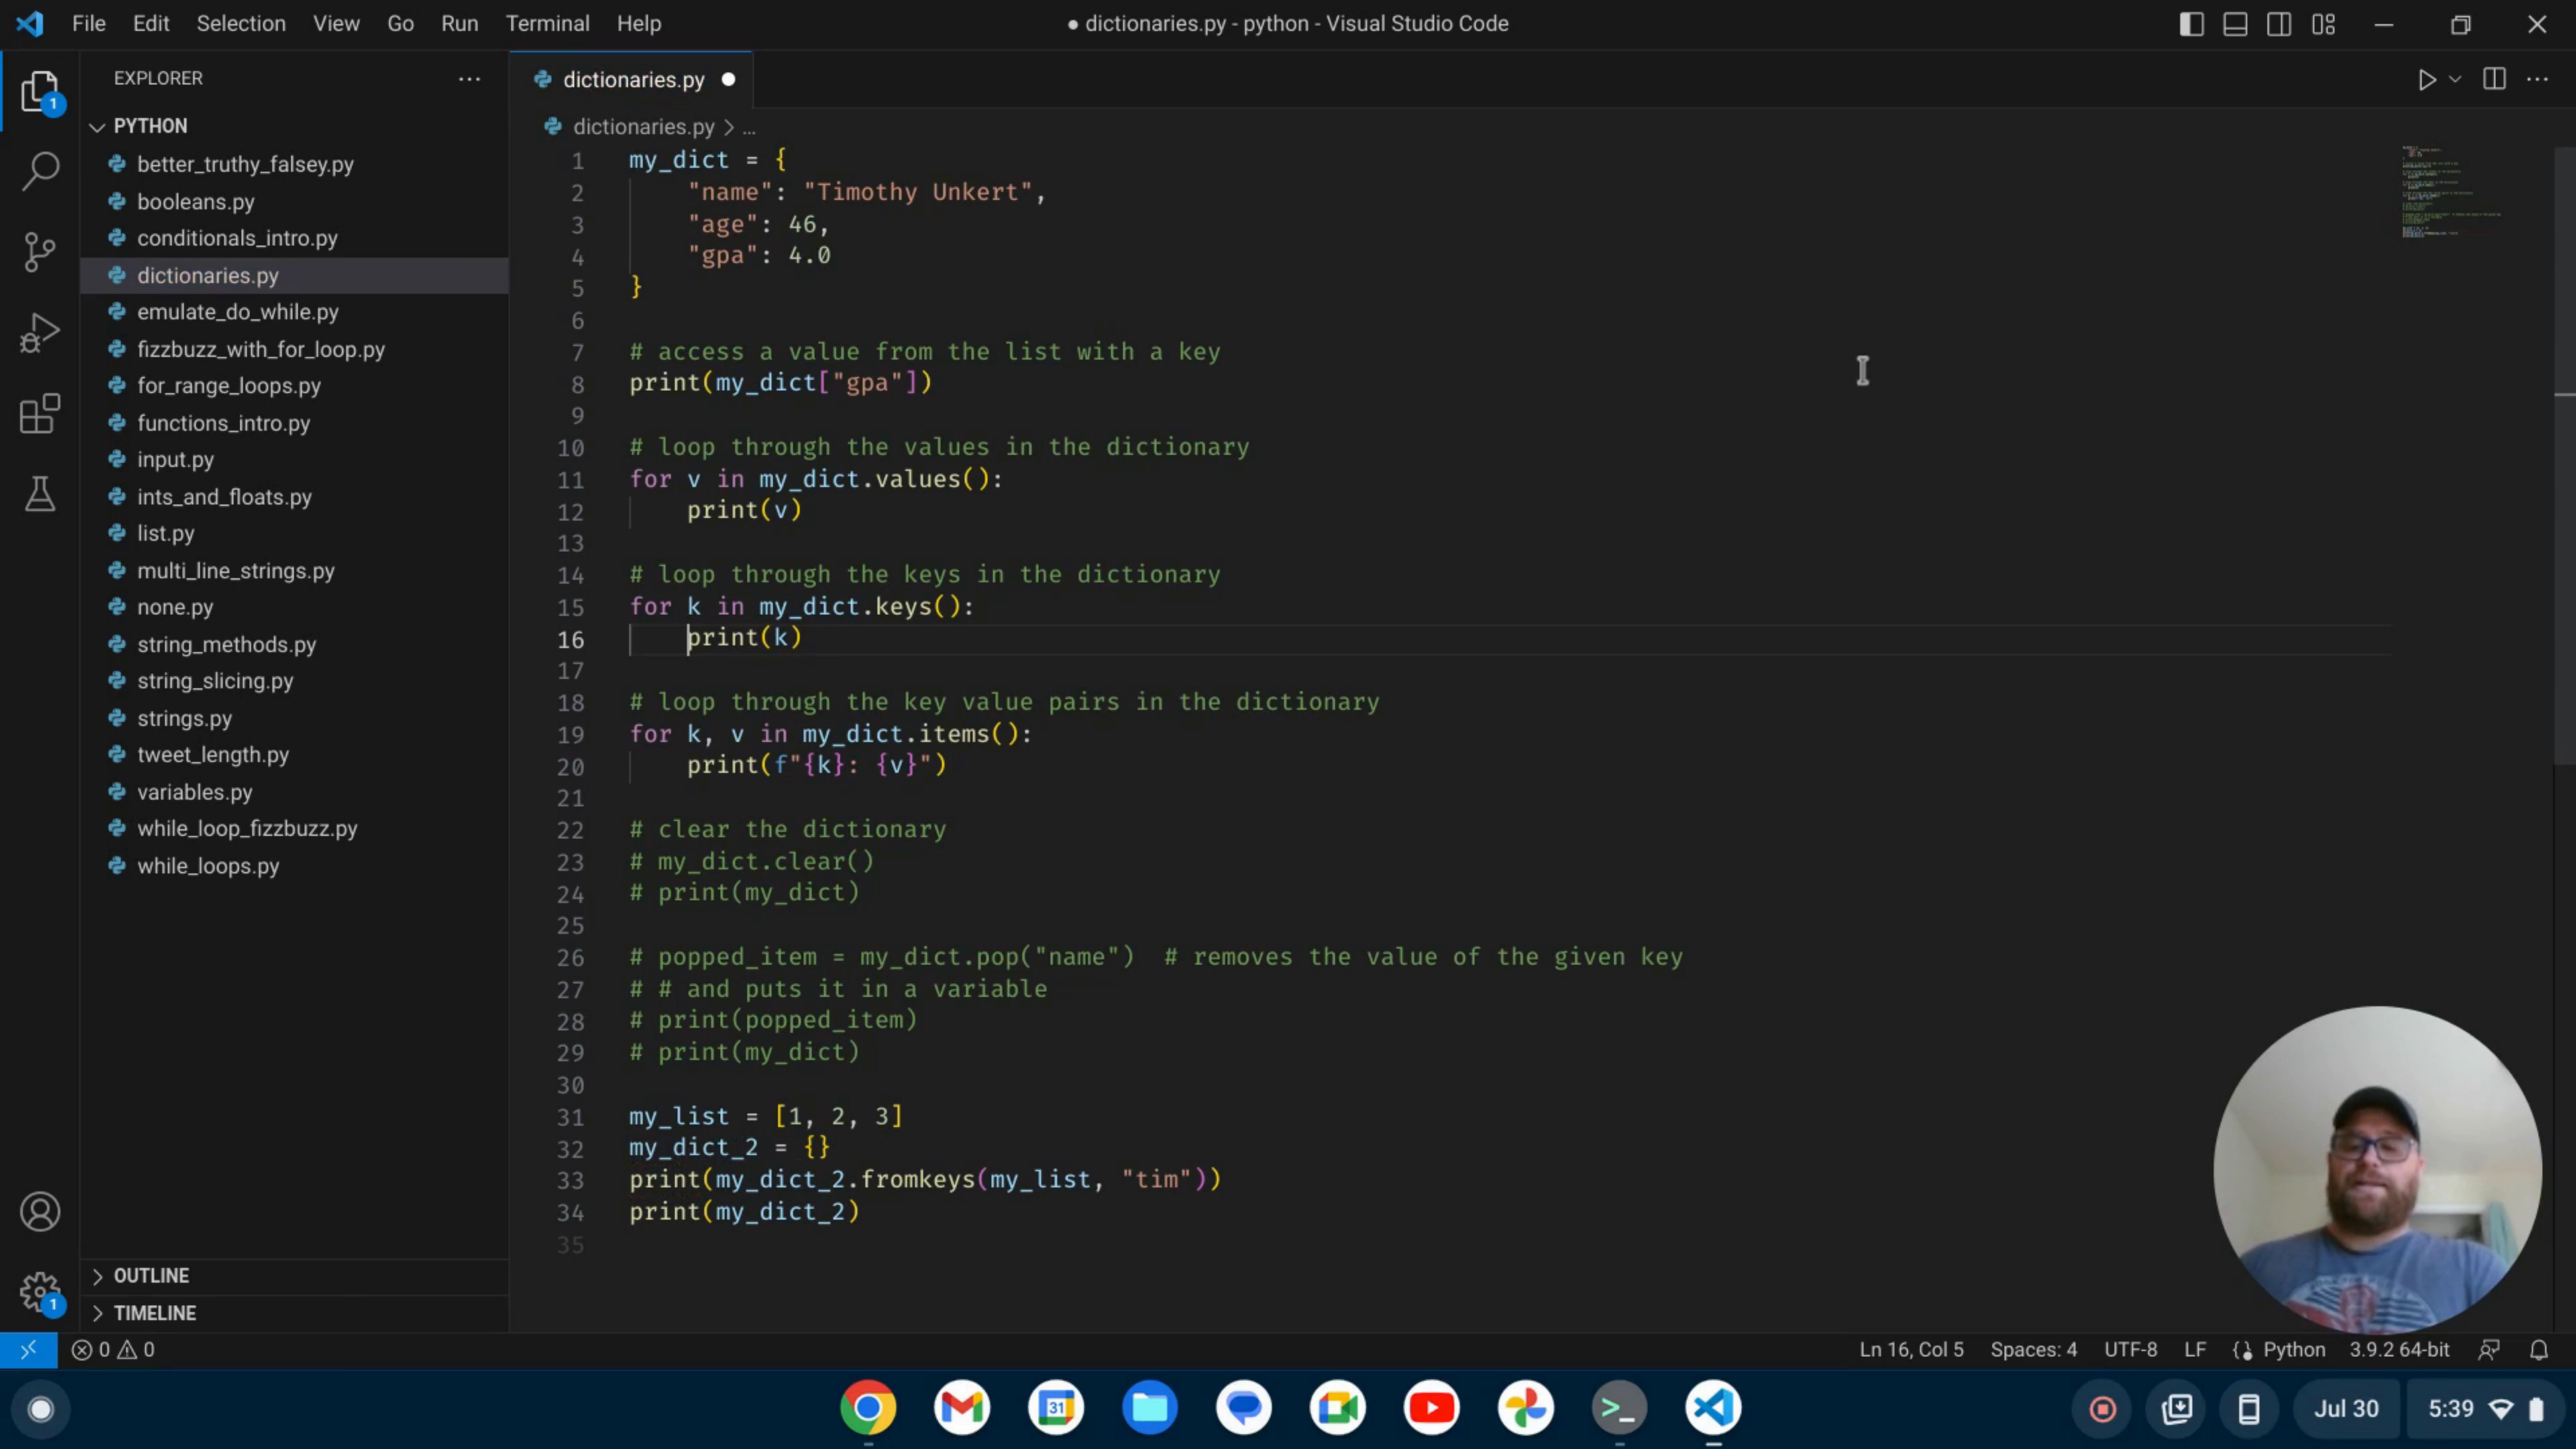 File Edit Selection View Go Run Terminal Help
● dictionaries.py - python - Visual Studio Code
EXPLORER
PYTHON
better_truthy_falsey.py
booleans.py
conditionals_intro.py
dictionaries.py
emulate_do_while.py
fizzbuzz_with_for_loop.py
for_range_loops.py
functions_intro.py
input.py
ints_and_floats.py
list.py
multi_line_strings.py
none.py
string_methods.py
string_slicing.py
strings.py
tweet_length.py
variables.py
while_loop_fizzbuzz.py
while_loops.py
OUTLINE
TIMELINE
1
1
dictionaries.py ●
dictionaries.py > ...
1 my_dict = {
2     "name": "Timothy Unkert",
3     "age": 46,
4     "gpa": 4.0
5 }
6
7 # access a value from the list with a key
8 print(my_dict["gpa"])
9
10 # loop through the values in the dictionary
11 for v in my_dict.values():
12     print(v)
13
14 # loop through the keys in the dictionary
15 for k in my_dict.keys():
16     print(k)
17
18 # loop through the key value pairs in the dictionary
19 for k, v in my_dict.items():
20     print(f"{k}: {v}")
21
22 # clear the dictionary
23 # my_dict.clear()
24 # print(my_dict)
25
26 # popped_item = my_dict.pop("name")  # removes the value of the given key
27 # # and puts it in a variable
28 # print(popped_item)
29 # print(my_dict)
30
31 my_list = [1, 2, 3]
32 my_dict_2 = {}
33 print(my_dict_2.fromkeys(my_list, "tim"))
34 print(my_dict_2)
35
0 0
Ln 16, Col 5 Spaces: 4 UTF-8 LF Python 3.9.2 64-bit
31
Jul 30 5:39